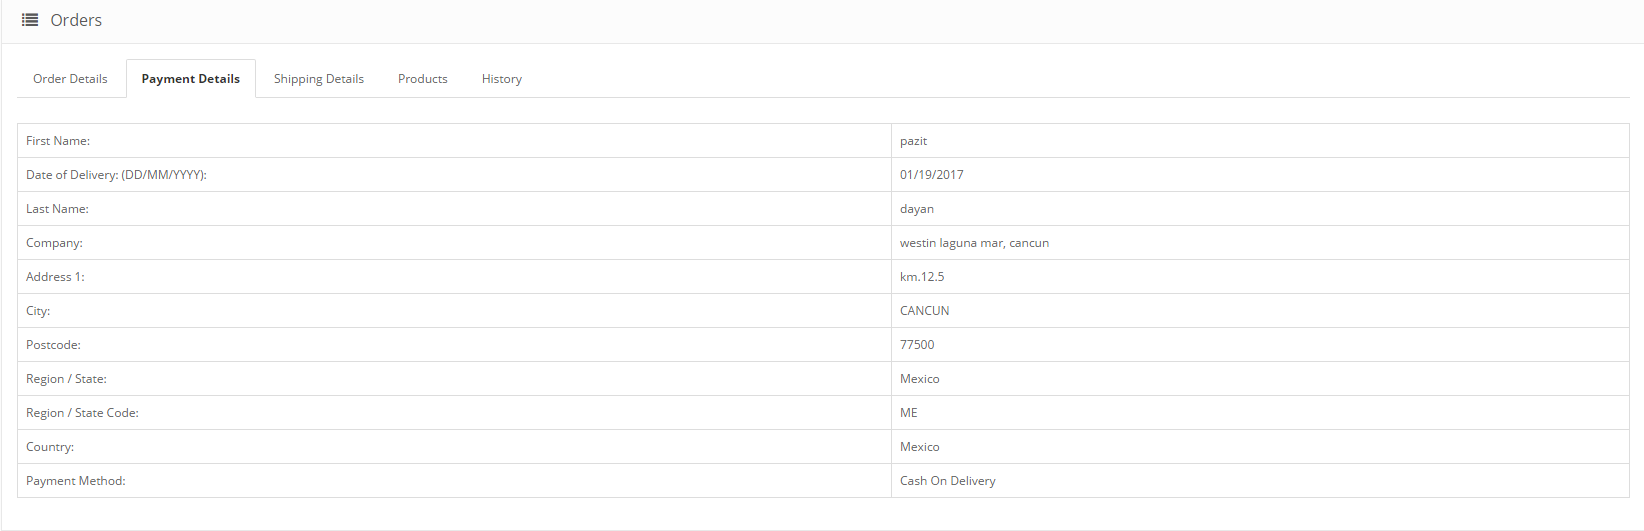 Orders
Order Details Payment Details Shipping Details Products History
First Name: pazit
Date of Delivery: (DD/MM/YYYY): 01/19/2017
Last Name: dayan
Company: westin laguna mar, cancun
Address 1: km.12.5
City: CANCUN
Postcode: 77500
Region / State: Mexico
Region / State Code: ME
Country: Mexico
Payment Method: Cash On Delivery